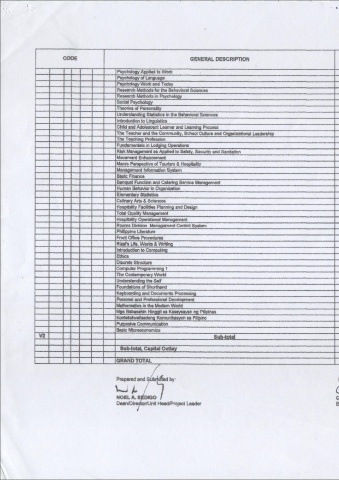 CODE
GENERAL DESCRIPTION
Psychology Applied to Work
Psychology of Language
Psychology Work and Today
Research Methods for the Behavioral Sciences
Research Methods in Psychology
Social Psychology
Theories of Personality
Understanding Statistics in the Behavioral Sciences
Introduction to Linguistics
Child and Adolescent Learner and Learning Process
The Teacher and the Community, School Culture and Organizational Leadership
The Teaching Profession
Fundamentals in Lodging Operations
Risk Management as Applied to Safety, Security and Sanitation
Movement Enhancement
Macro Perspective of Tourism & Hospitality
Management Information System
Basic Finance
Banquet Function and Catering Service Management
Human Behavior in Organization
Elementary Statistics
Culinary Arts & Sciences
Hospitality Facilities Planning and Design
Total Quality Management
Hospitality Operational Management
Rooms Division Management Control System
Philippine Literature
Front Office Procedures
Rizal's Life, Works & Writing
Introduction to Computing
Ethics
Discrete Structure
Computer Programming 1
The Contemporary World
Understanding the Self
Foundations of Shorthand
Keyboarding and Documents Processing
Personal and Professional Development
Mathematics in the Modern World
Mga Babasahin Hinggil sa Kasaysayan ng Pilipinas
Kontekstwalisadong Komunikasyon sa Filipino
Purposive Communication
Basic Microeconomics
Sub-total
Sub-total, Capital Outlay
GRAND TOTAL
Prepared and Submitted by:
NOEL A. SEDIGO
Dean/Director/Unit Head/Project Leader